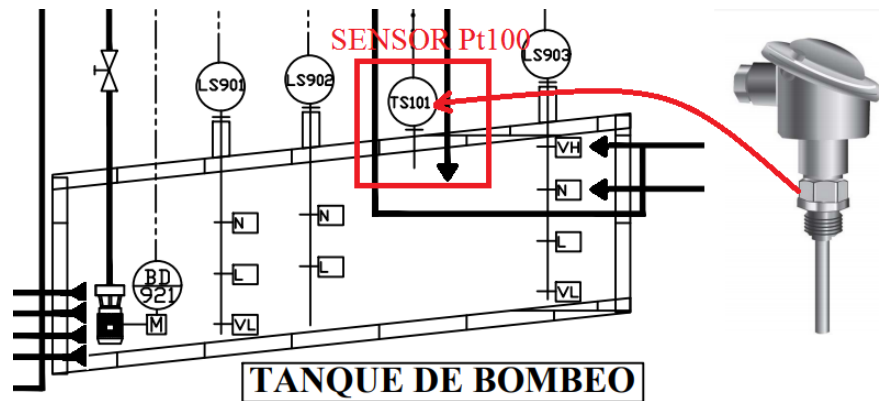 SENSOR Pt100
LS901
LS902
TS101
LS903
VH
N
N
N
L
L
L
BD
921
M
VL
VL
TANQUE DE BOMBEO